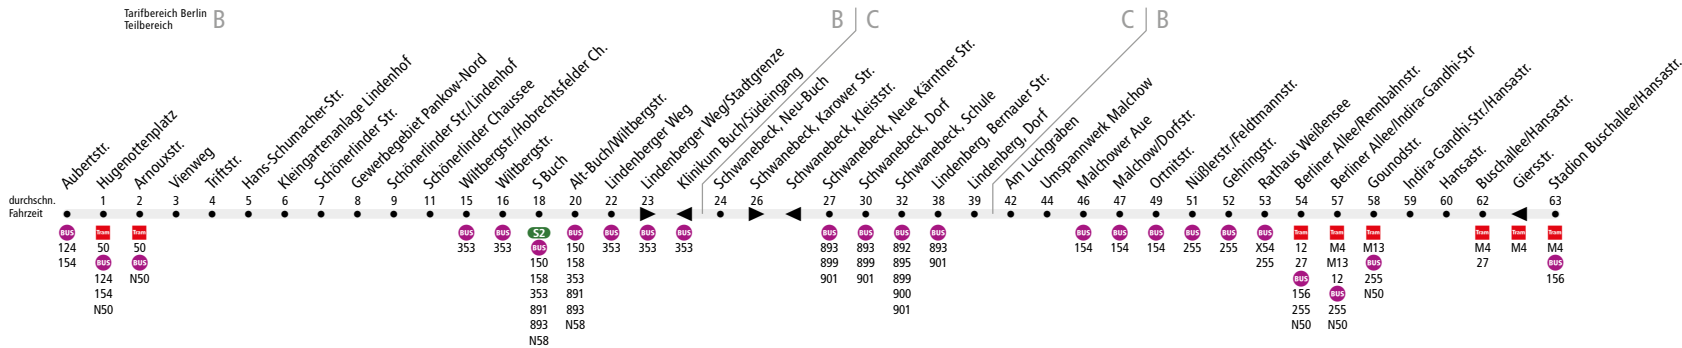 Tarifbereich Berlin
Teilbereich
B
B
C
C
B
Aubertstr.
Hugenottenplatz
Arnouxstr.
Vienweg
Triftstr.
Hans-Schumacher-Str.
Kleingartenanlage Lindenhof
Schönerlinder Str.
Gewerbegebiet Pankow-Nord
Schönerlinder Str./Lindenhof
Schönerlinder Chaussee
Wiltbergstr./Hobrechtsfelder Ch.
Wiltbergstr.
S Buch
Alt-Buch/Wiltbergstr.
Lindenberger Weg
Lindenberger Weg/Stadtgrenze
Klinikum Buch/Südeingang
Schwanebeck, Neu-Buch
Schwanebeck, Karower Str.
Schwanebeck, Kleiststr.
Schwanebeck, Neue Kärntner Str.
Schwanebeck, Dorf
Schwanebeck, Schule
Lindenberg, Bernauer Str.
Lindenberg, Dorf
Am Luchgraben
Umspannwerk Malchow
Malchower Aue
Malchow/Dorfstr.
Ortnitstr.
Nüßlerstr./Feldtmannstr.
Gehringstr.
Rathaus Weißensee
Berliner Allee/Rennbahnstr.
Berliner Allee/Indira-Gandhi-Str
Gounodstr.
Indira-Gandhi-Str/Hansastr.
Hansastr.
Buschallee/Hansastr.
Giersstr.
Stadion Buschallee/Hansastr.
durchschn.
Fahrzeit
1 2 3 4 5 6 7 8 9 11 15 16 18 20 22 23 24 26 27 30 32 38 39 42 44 46 47 49 51 52 53 54 57 58 59 60 62 63
BUS
124
154
Tram
50
BUS
124
154
N50
Tram
50
BUS
N50
BUS
353
BUS
353
S2
BUS
150
158
353
891
893
N58
BUS
150
158
353
891
893
N58
BUS
353
BUS
353
BUS
353
BUS
893
899
901
BUS
893
899
901
BUS
892
895
899
900
901
BUS
893
901
BUS
154
BUS
154
BUS
154
BUS
255
BUS
255
BUS
X54
255
Tram
12
27
BUS
156
255
N50
Tram
M4
M13
12
BUS
255
N50
Tram
M13
BUS
255
N50
Tram
M4
27
Tram
M4
Tram
M4
BUS
156